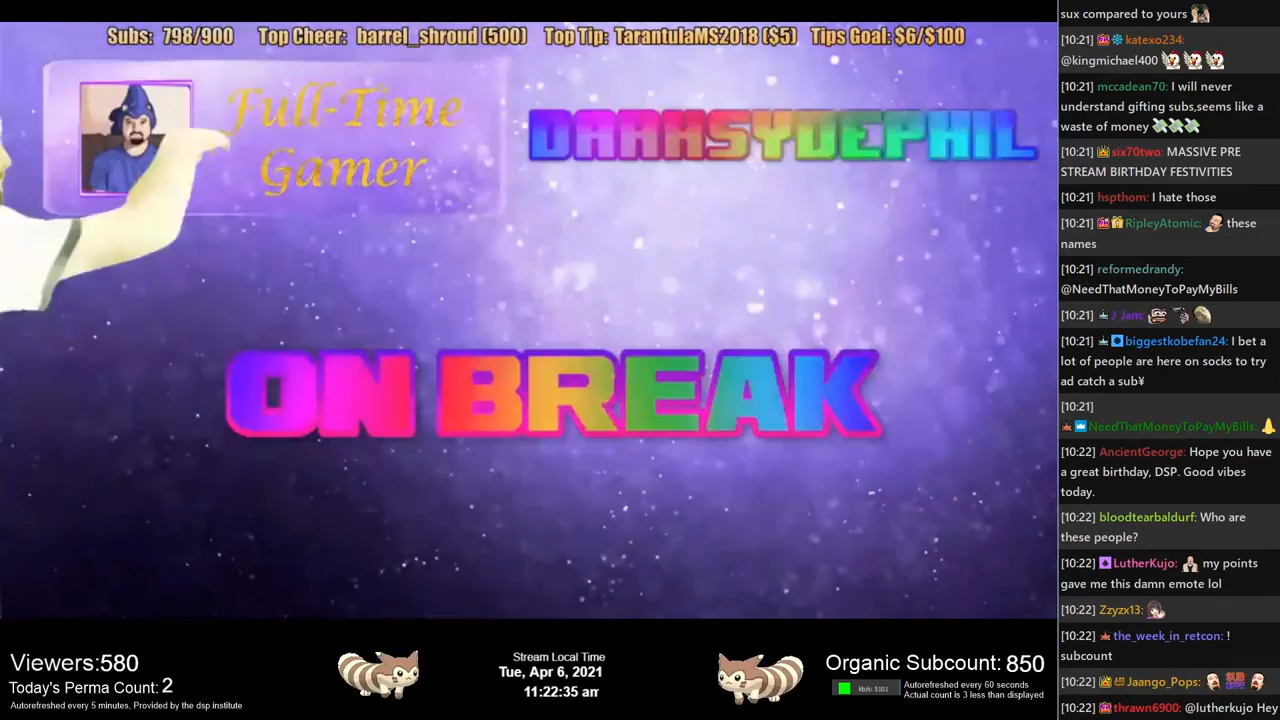 Subs: 798/900 Top Cheer: barrel_shroud (500) Top Tip: TarantulaMS2018 ($5) Tips Goal: $6/$100
Full-Time
Gamer
DARKSYDEPHIL
ON BREAK
Viewers:580
Today's Perma Count: 2
Autorefreshed every 5 minutes, Provided by the dsp institute
Stream Local Time
Tue, Apr 6, 2021
11:22:35 am
Organic Subcount: 850
kb/s: 5101
Autorefreshed every 60 seconds
Actual count is 3 less than displayed
sux compared to yours
[10:21] katexo234:
@kingmichael400
[10:21] mccadean70: I will never
understand gifting subs,seems like a
waste of money
[10:21] six70two: MASSIVE PRE
STREAM BIRTHDAY FESTIVITIES
[10:21] hspthom: I hate those
[10:21] RipleyAtomic: these
names
[10:21] reformedrandy:
@NeedThatMoneyToPayMyBills
[10:21] J Jam:
[10:21] biggestkobefan24: I bet a
lot of people are here on socks to try
ad catch a sub¥
[10:21]
NeedThatMoneyToPayMyBills:
[10:22] AncientGeorge: Hope you have
a great birthday, DSP. Good vibes
today.
[10:22] bloodtearbaldurf: Who are
these people?
[10:22] LutherKujo: my points
gave me this damn emote lol
[10:22] Zzyzx13:
[10:22] the_week_in_retcon: !
subcount
[10:22] Jaango_Pops: SUB
[10:22] thrawn6900: @lutherkujo Hey